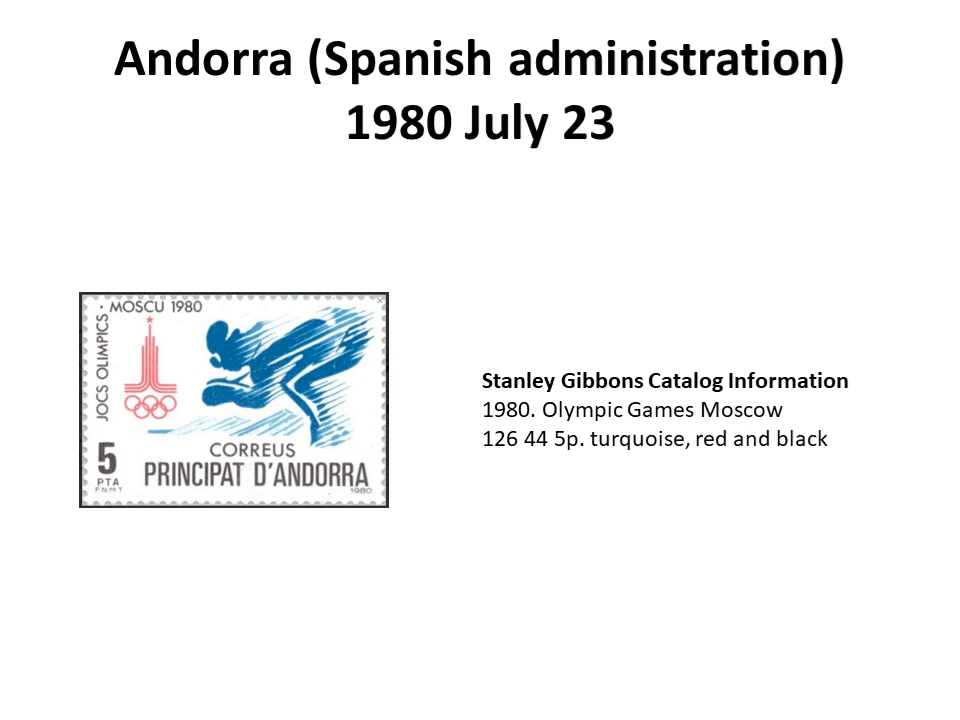 Andorra (Spanish administration)
1980 July 23
JOCS OLIMPICS · MOSCU 1980
5
PTA
FNMT
CORREUS
PRINCIPAT D'ANDORRA
1980
Stanley Gibbons Catalog Information
1980. Olympic Games Moscow
126 44 5p. turquoise, red and black